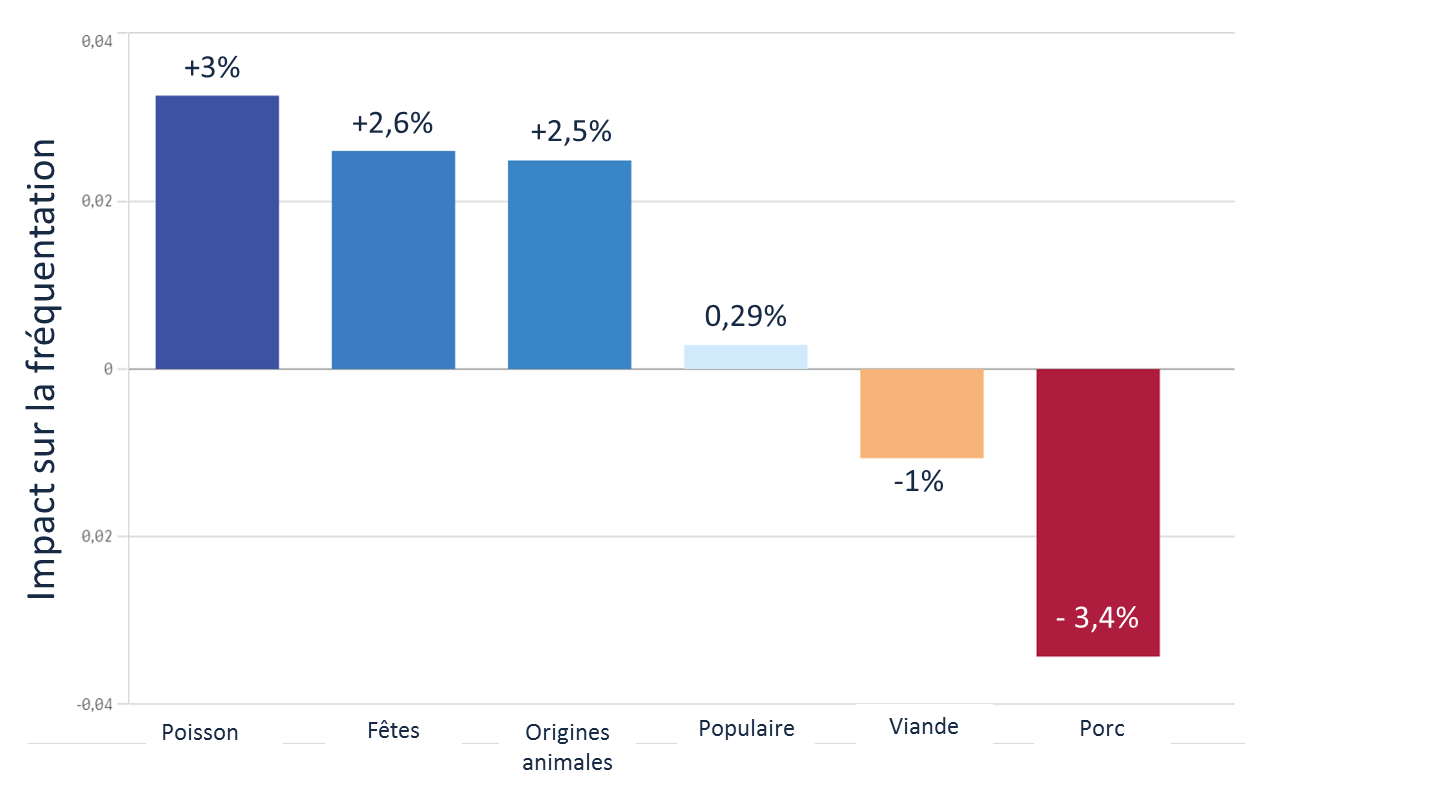 Impact sur la fréquentation
0,04
0,02
0
0,02
-0,04
+3%
+2,6%
+2,5%
0,29%
-1%
- 3,4%
Poisson
Fêtes
Origines
animales
Populaire
Viande
Porc